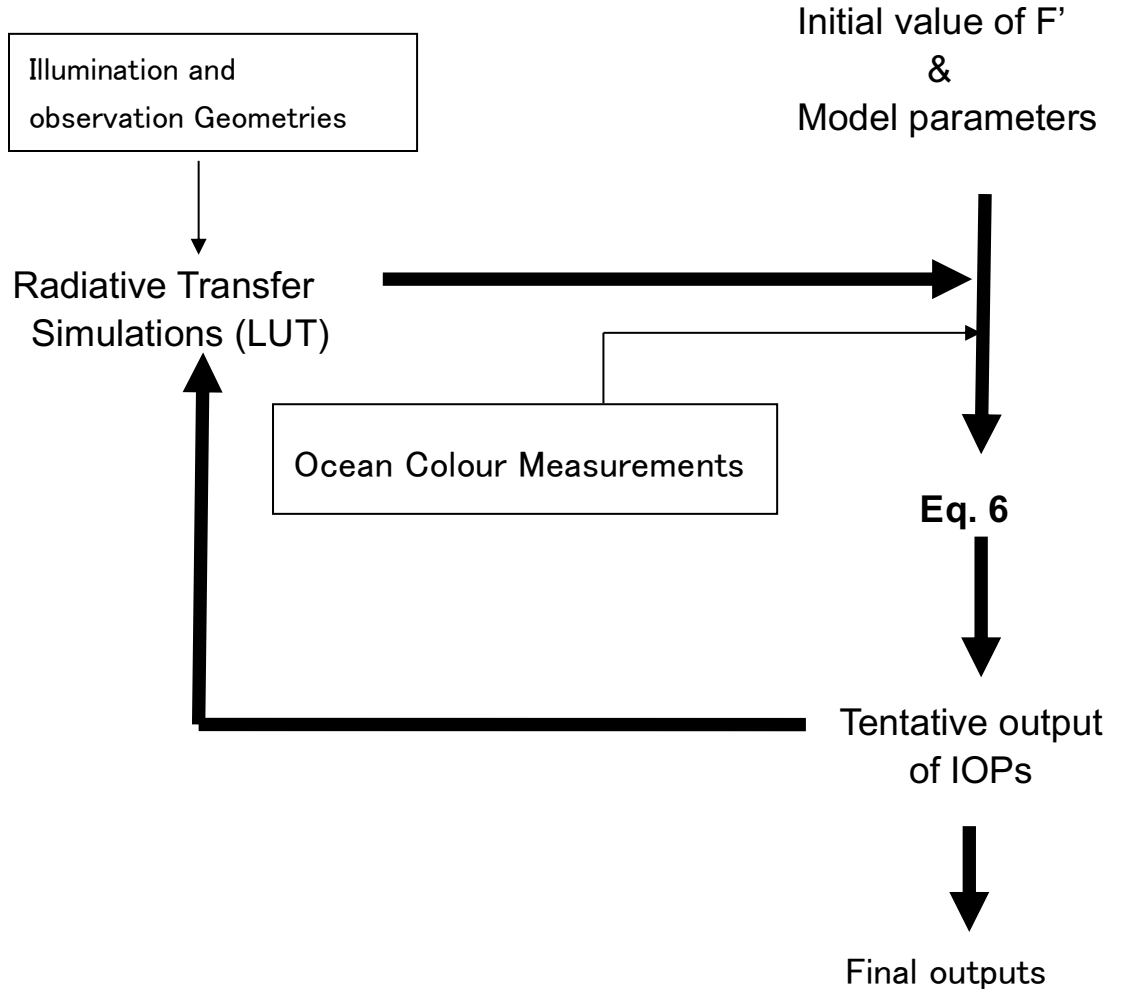 Initial value of F’
&
Model parameters
Illumination and
observation Geometries
Radiative Transfer
Simulations (LUT)
Ocean Colour Measurements
Eq. 6
Tentative output
of IOPs
Final outputs